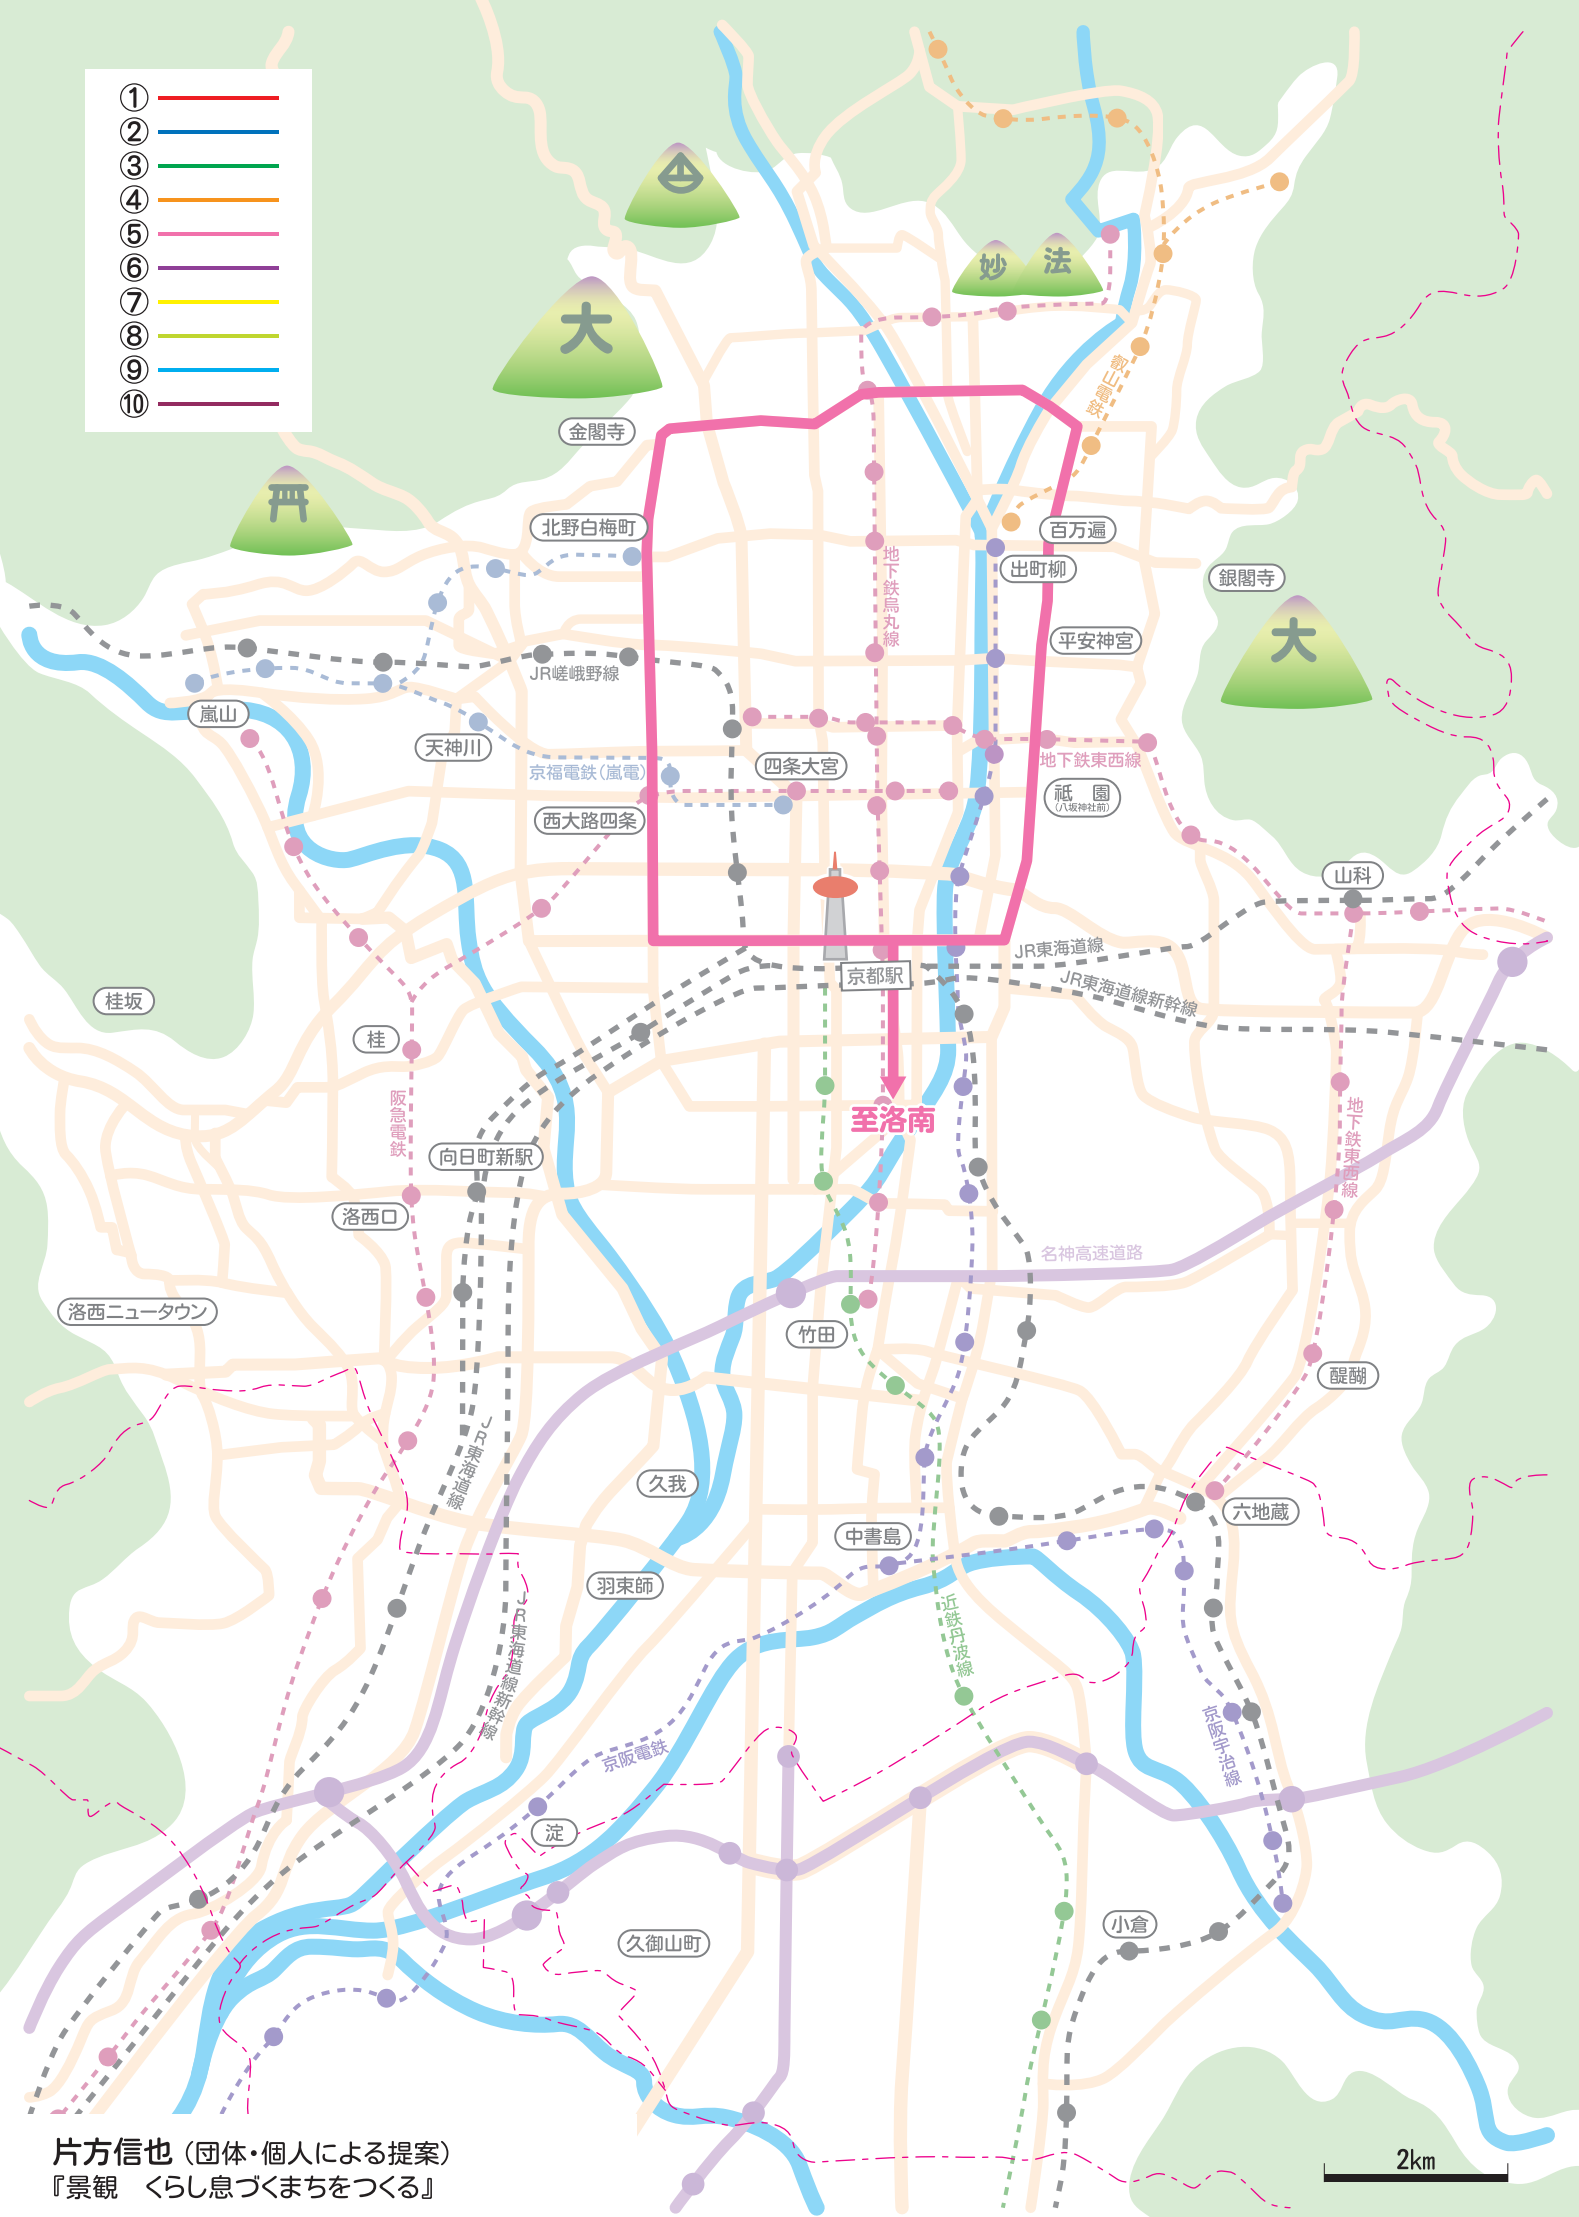 ①
②
③
④
⑤
⑥
⑦
⑧
⑨
⑩
妙
法
大
叡山電鉄
金閣寺
北野白梅町
百万遍
地下鉄烏丸線
出町柳
銀閣寺
大
平安神宮
JR嵯峨野線
嵐山
天神川
京福電鉄(嵐電)
四条大宮
地下鉄東西線
祇　園
(八坂神社前)
西大路四条
山科
JR東海道線
京都駅
JR東海道線新幹線
桂坂
桂
阪急電鉄
至洛南
地下鉄東西線
向日町新駅
洛西口
名神高速道路
洛西ニュータウン
竹田
醍醐
JR東海道線
久我
六地蔵
中書島
羽束師
近鉄丹波線
JR東海道線新幹線
京阪電鉄
京阪宇治線
淀
小倉
久御山町
片方信也（団体・個人による提案）
『景観　くらし息づくまちをつくる』
2km